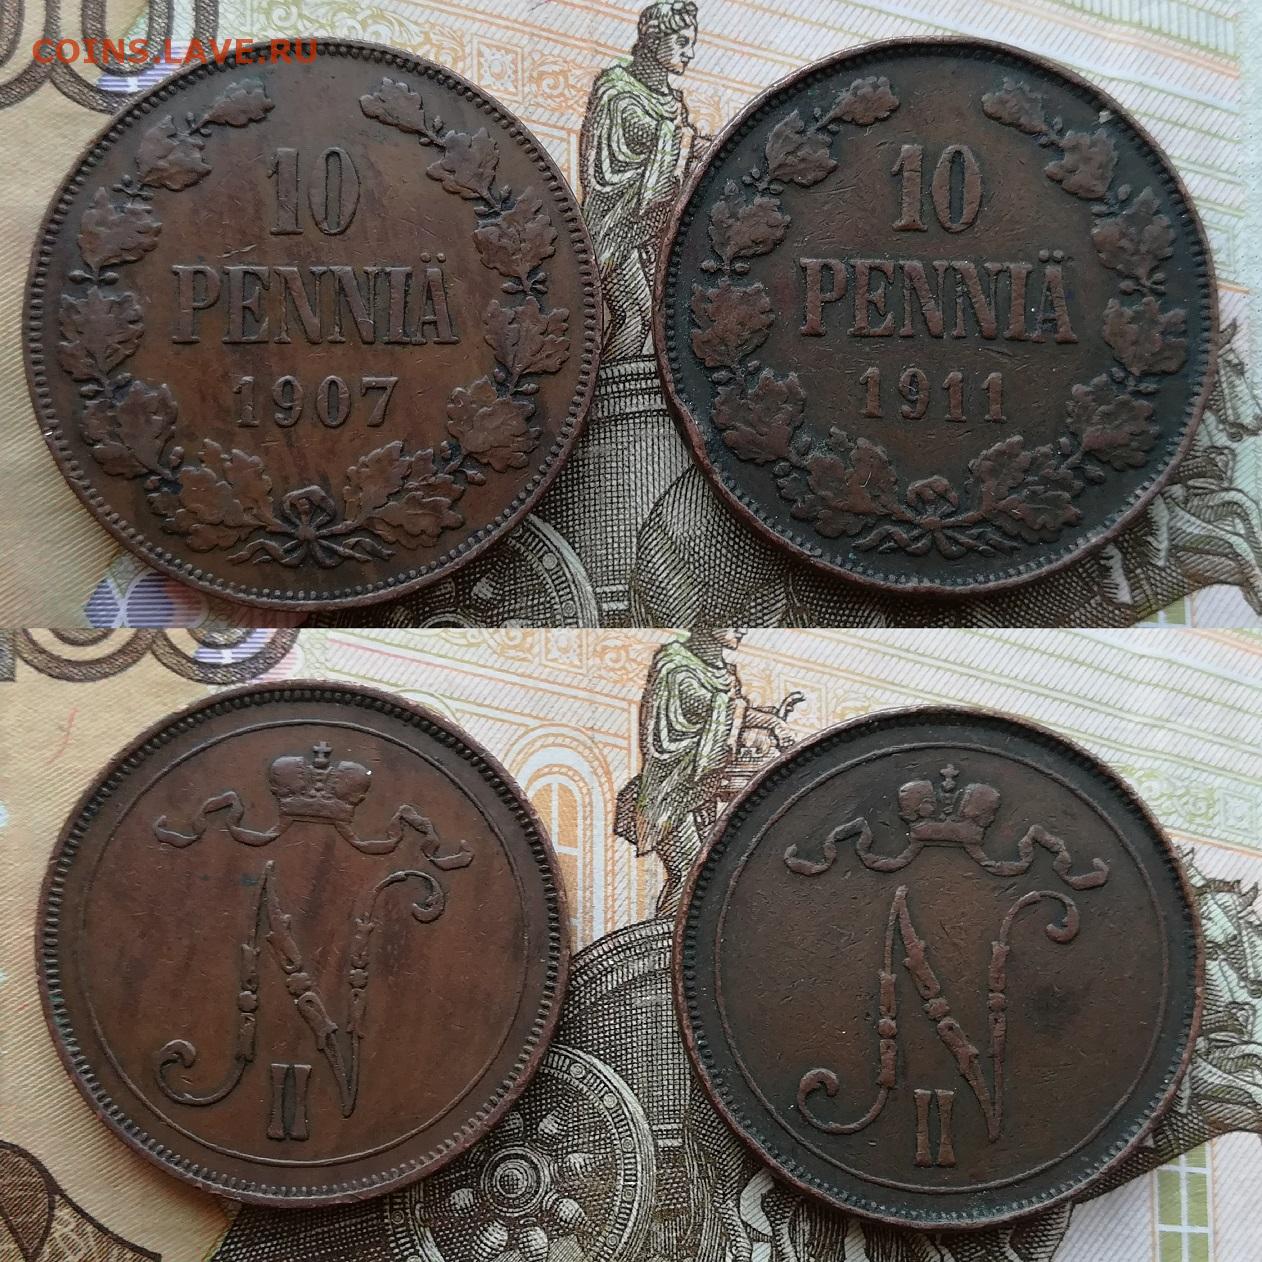 COINS.LAVE.RU
10
PENNIÄ
1907
10
PENNIÄ
1911
N
II
N
II